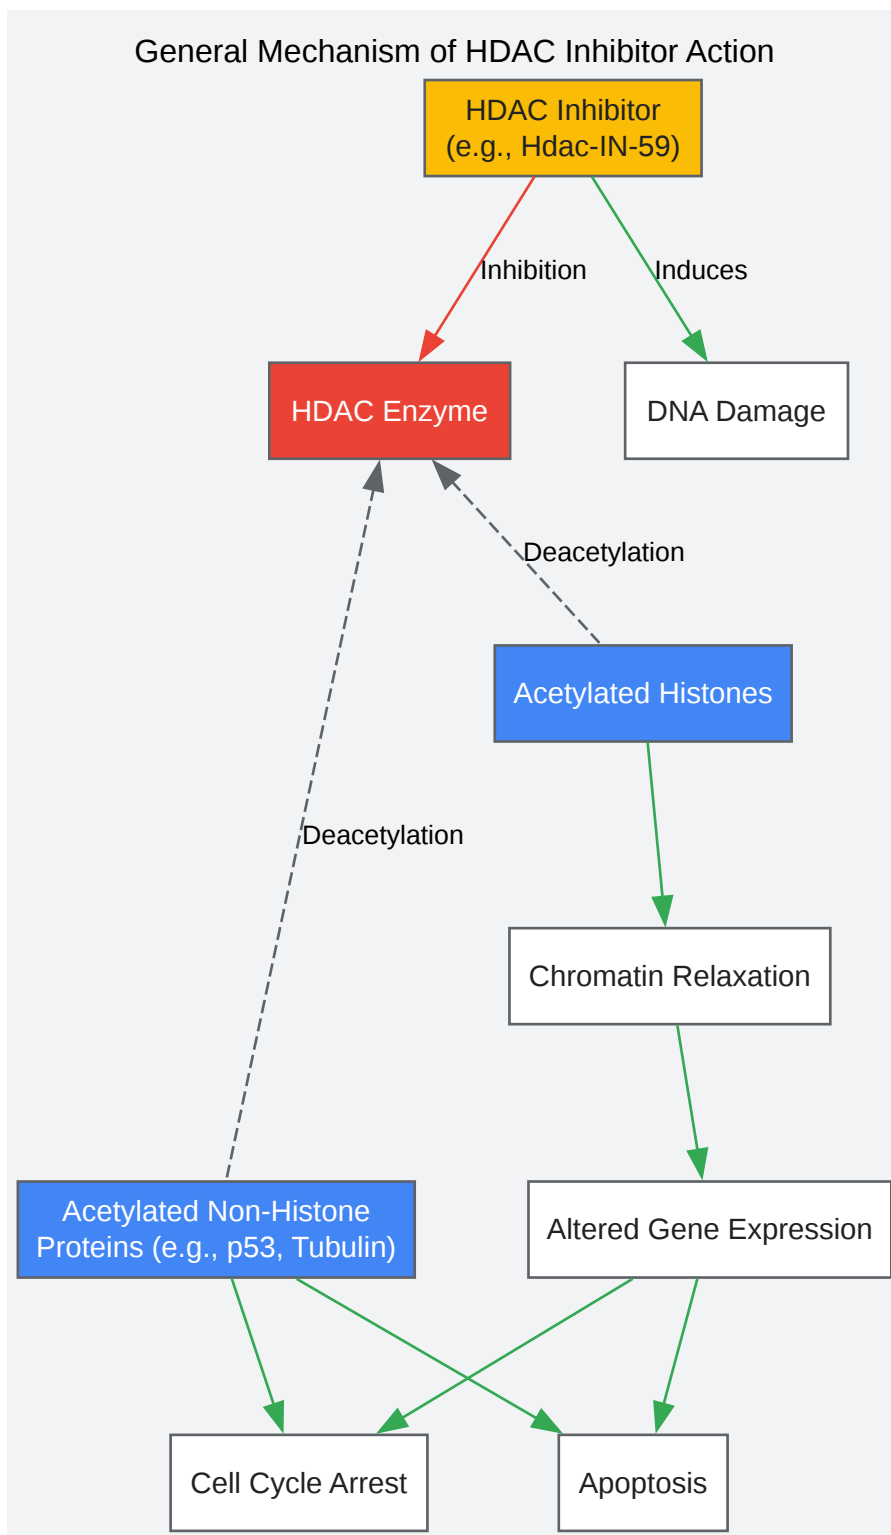 General Mechanism of HDAC Inhibitor Action
HDAC Inhibitor
(e.g., Hdac-IN-59)
Inhibition
Induces
HDAC Enzyme
DNA Damage
Deacetylation
Acetylated Histones
Deacetylation
Chromatin Relaxation
Acetylated Non-Histone
Proteins (e.g., p53, Tubulin)
Altered Gene Expression
Cell Cycle Arrest
Apoptosis